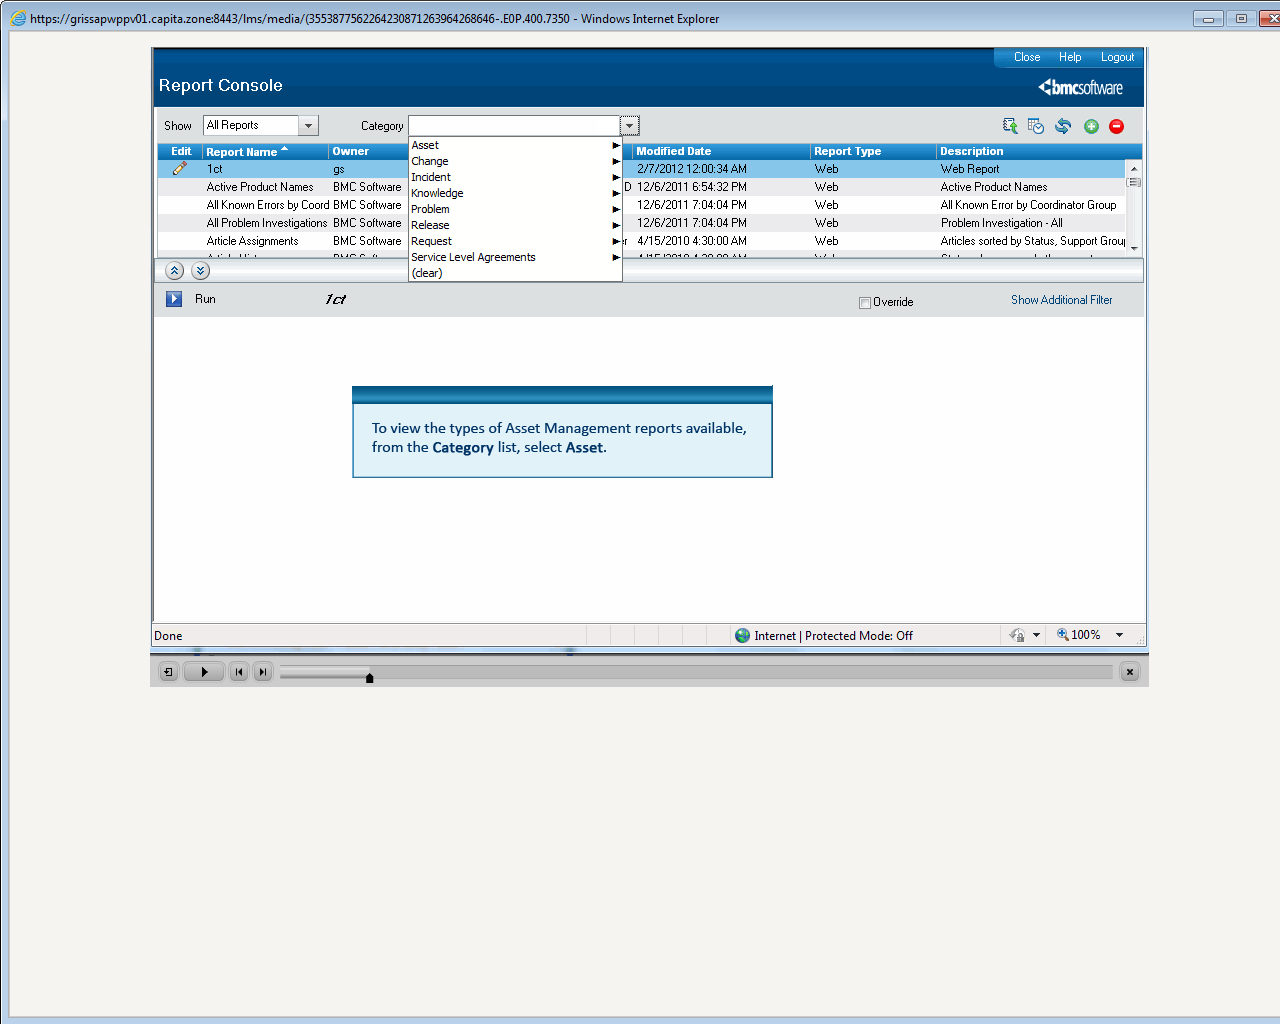 https://grissapwppv01.capita.zone:8443/lms/media/(3553877562264230871263964268646-.E0P.400.7350 - Windows Internet Explorer
Close Help Logout
Report Console
bmcsoftware
Show All Reports Category
Asset
Change
Incident
Knowledge
Problem
Release
Request
Service Level Agreements
(clear)
Edit Report Name Owner Modified Date Report Type Description
1ct gs 2/7/2012 12:00:34 AM Web Web Report
Active Product Names BMC Software D 12/6/2011 6:54:32 PM Web Active Product Names
All Known Errors by Coord BMC Software 12/6/2011 7:04:04 PM Web All Known Error by Coordinator Group
All Problem Investigations BMC Software 12/6/2011 7:04:04 PM Web Problem Investigation - All
Article Assignments BMC Software er 4/15/2010 4:30:00 AM Web Articles sorted by Status, Support Grou
Run 1ct Override Show Additional Filter
To view the types of Asset Management reports available,
from the Category list, select Asset.
Done Internet | Protected Mode: Off 100%